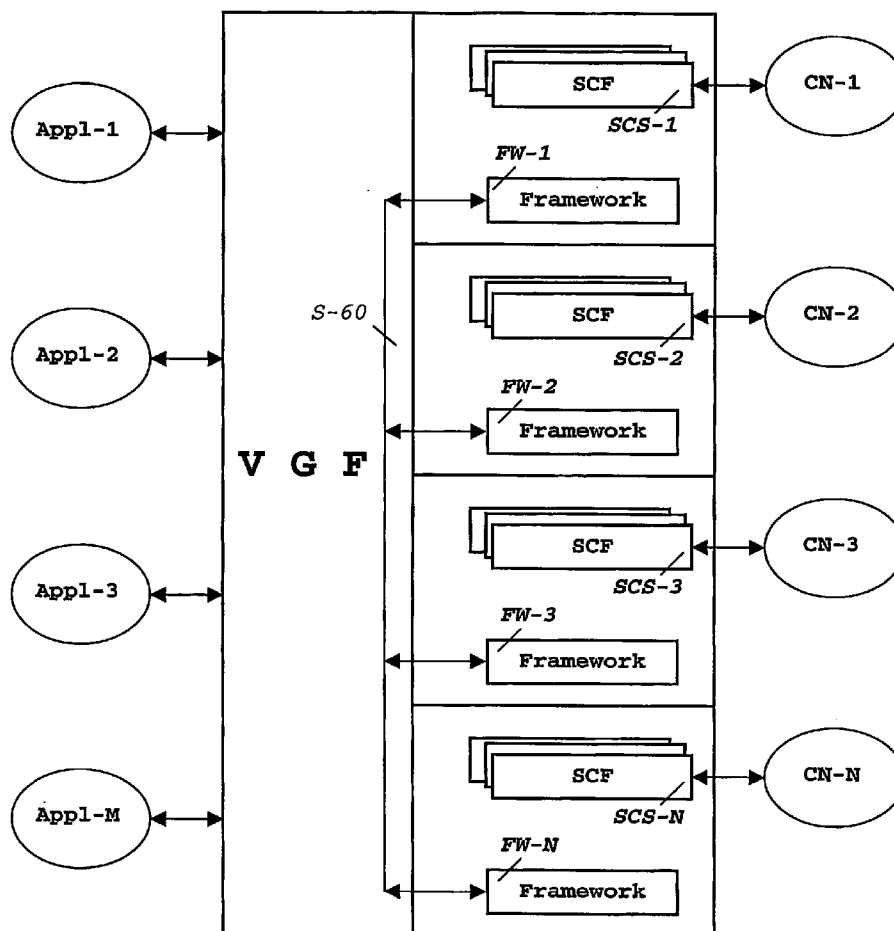 SCF
SCS-1
CN-1
Appl-1
FW-1
Framework
SCF
SCS-2
CN-2
S-60
Appl-2
FW-2
Framework
V G F
SCF
SCS-3
CN-3
Appl-3
FW-3
Framework
SCF
SCS-N
CN-N
Appl-M
FW-N
Framework